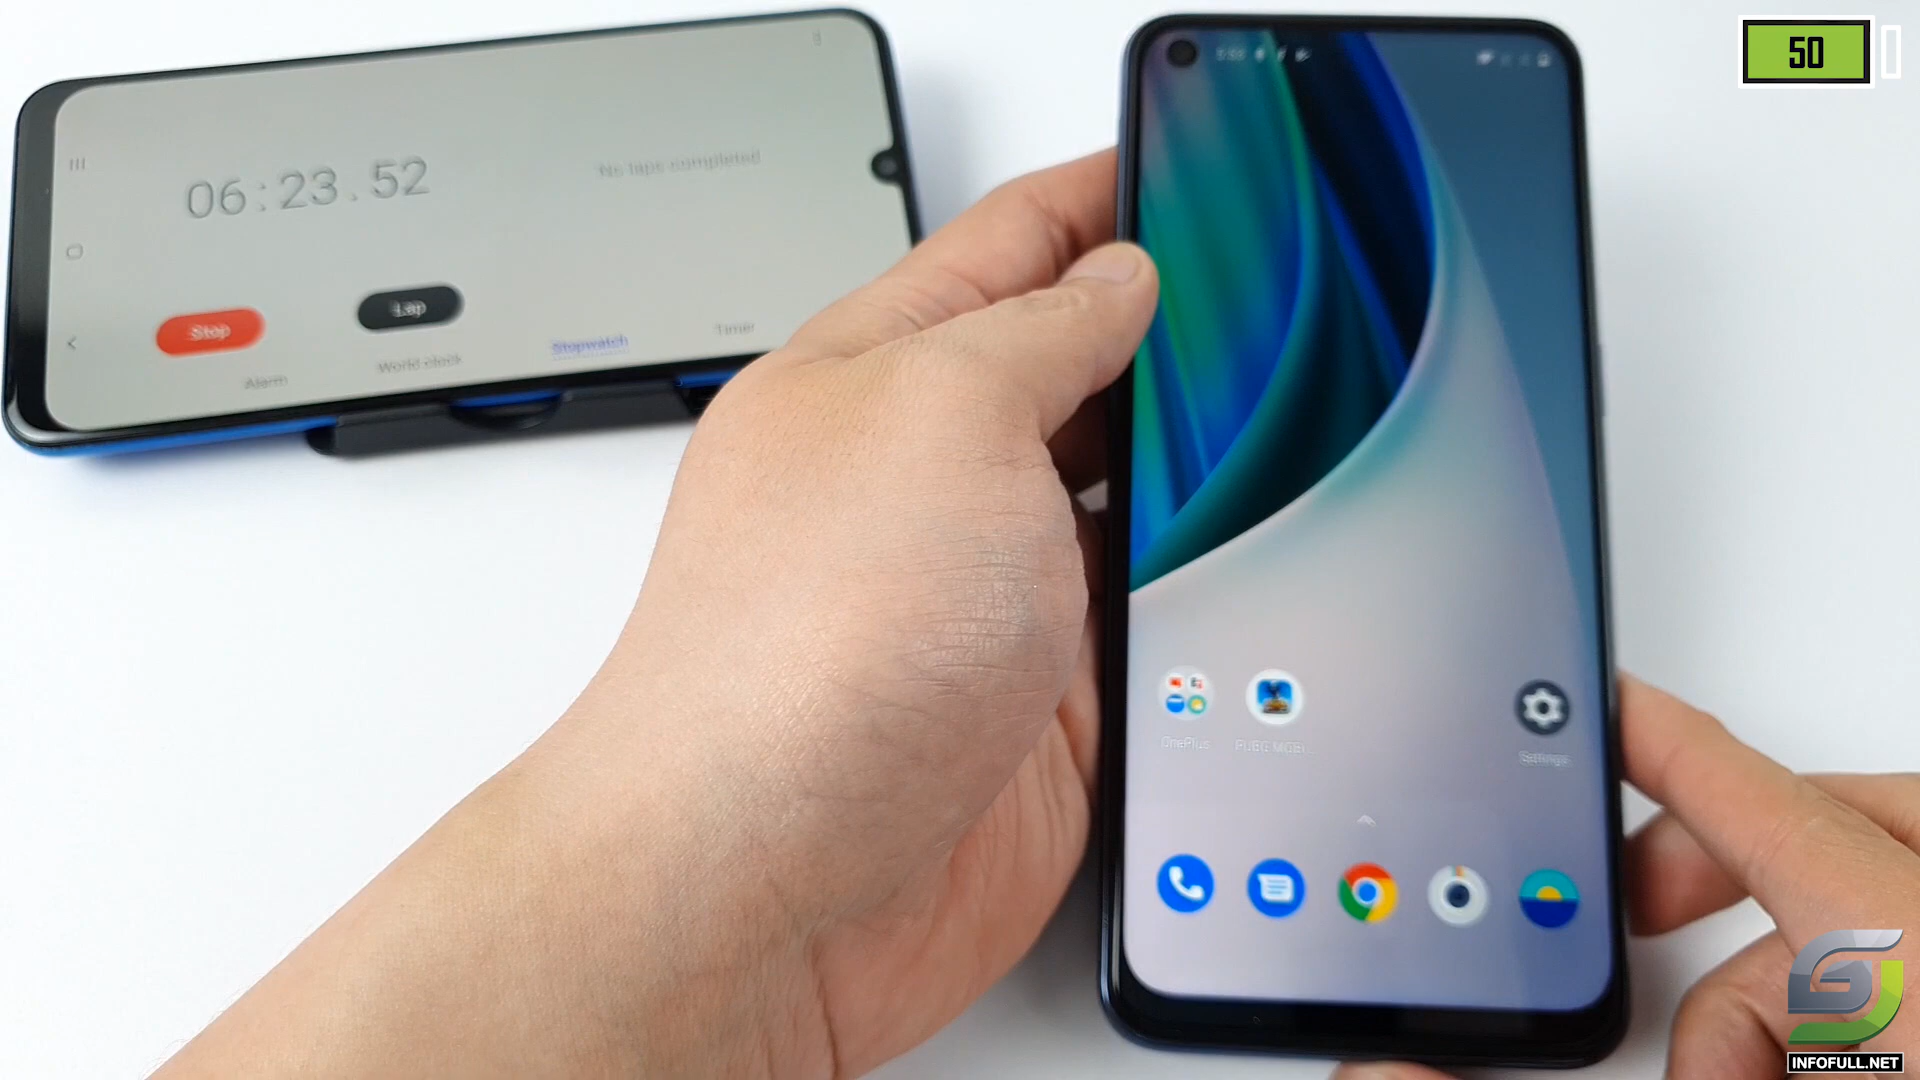 50
06:23.52
No laps completed
Stop
Lap
Alarm
World clock
Stopwatch
Timer
OnePlus
Settings
INFOFULL.NET